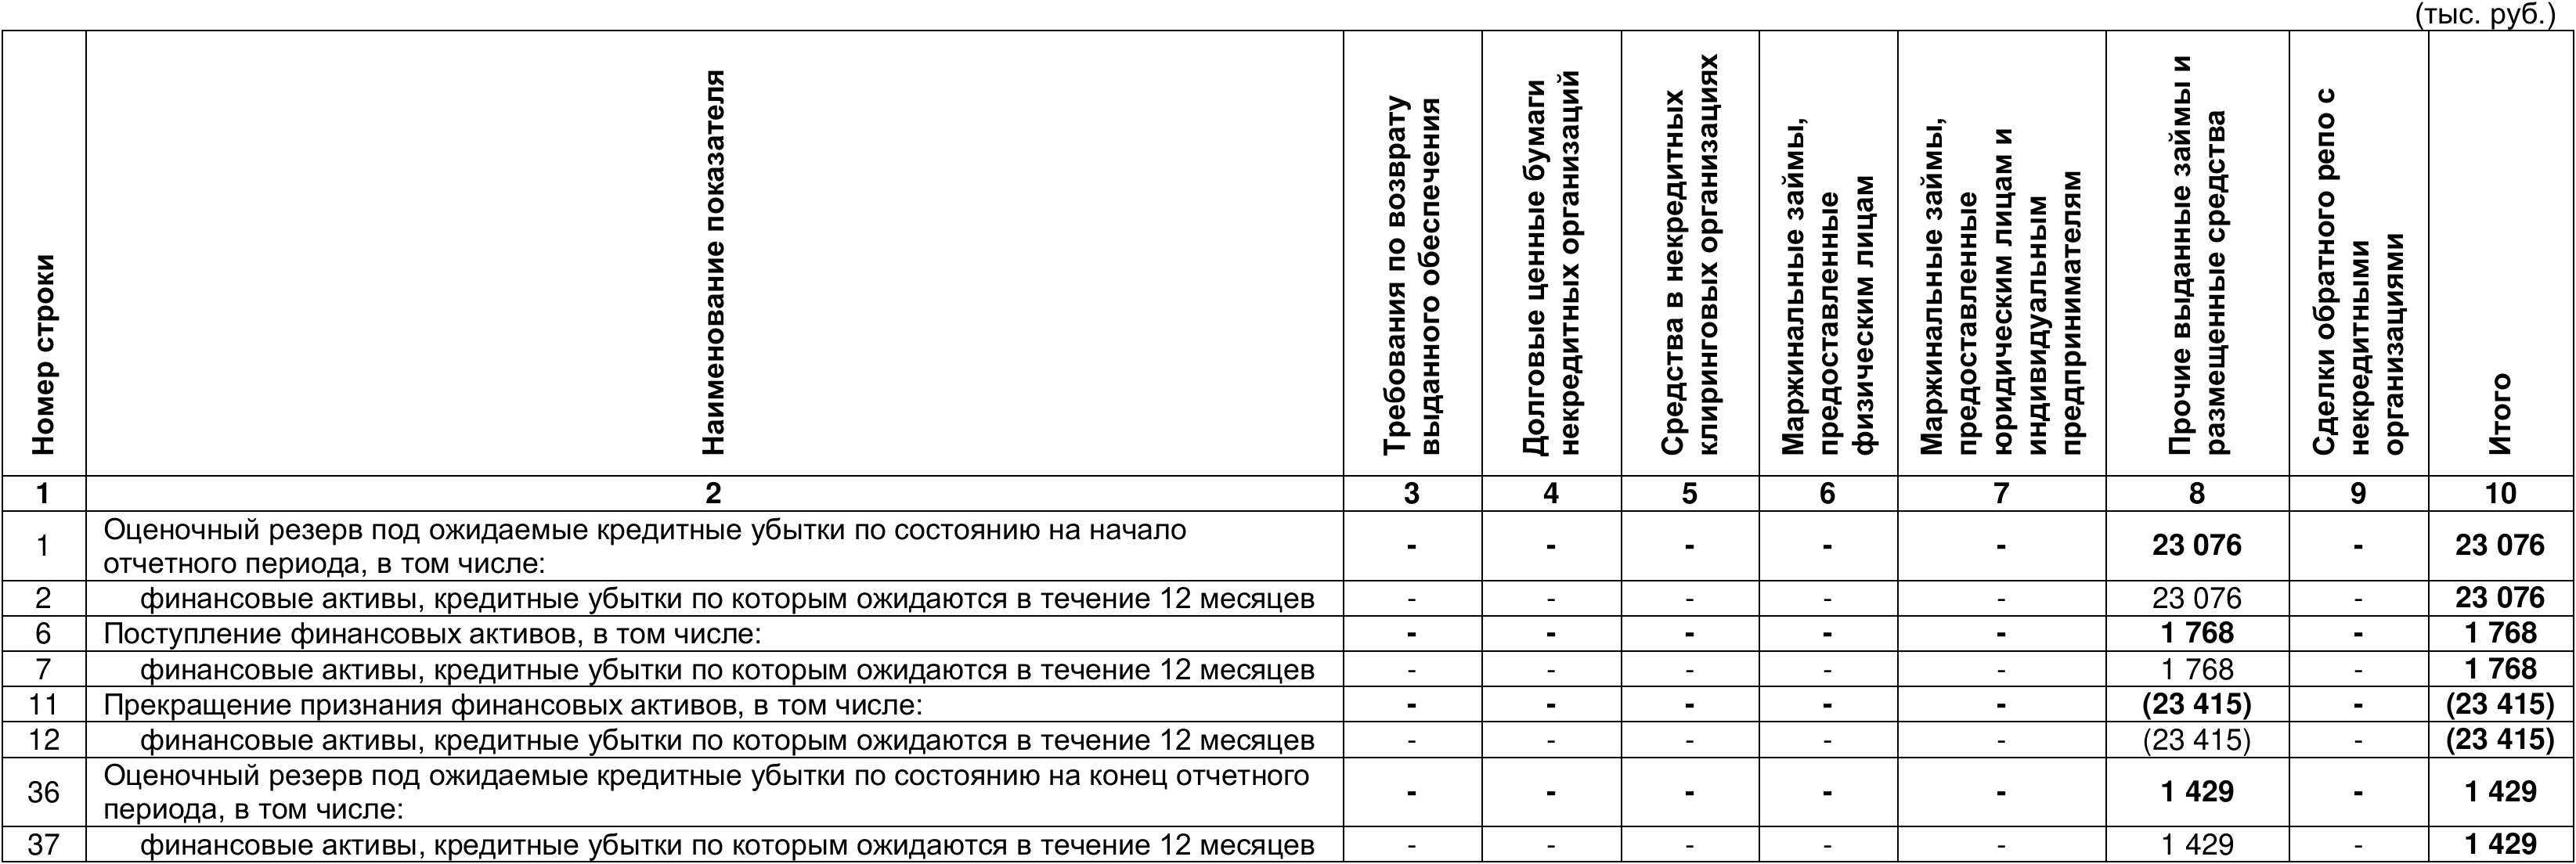 (тыс. руб.)
Номер строки
Наименование показателя
Требования по возврату
выданного обеспечения
Долговые ценные бумаги
некредитных организаций
Средства в некредитных
клиринговых организациях
Маржинальные займы,
предоставленные
физическим лицам
Маржинальные займы,
предоставленные
юридическим лицам и
индивидуальным
предпринимателям
Прочие выданные займы и
размещенные средства
Сделки обратного репо с
некредитными
организациями
Итого
1 2 3 4 5 6 7 8 9 10
1 Оценочный резерв под ожидаемые кредитные убытки по состоянию на начало
отчетного периода, в том числе: - - - - - 23 076 - 23 076
2 финансовые активы, кредитные убытки по которым ожидаются в течение 12 месяцев - - - - - 23 076 - 23 076
6 Поступление финансовых активов, в том числе: - - - - - 1 768 - 1 768
7 финансовые активы, кредитные убытки по которым ожидаются в течение 12 месяцев - - - - - 1 768 - 1 768
11 Прекращение признания финансовых активов, в том числе: - - - - - (23 415) - (23 415)
12 финансовые активы, кредитные убытки по которым ожидаются в течение 12 месяцев - - - - - (23 415) - (23 415)
36 Оценочный резерв под ожидаемые кредитные убытки по состоянию на конец отчетного
периода, в том числе: - - - - - 1 429 - 1 429
37 финансовые активы, кредитные убытки по которым ожидаются в течение 12 месяцев - - - - - 1 429 - 1 429